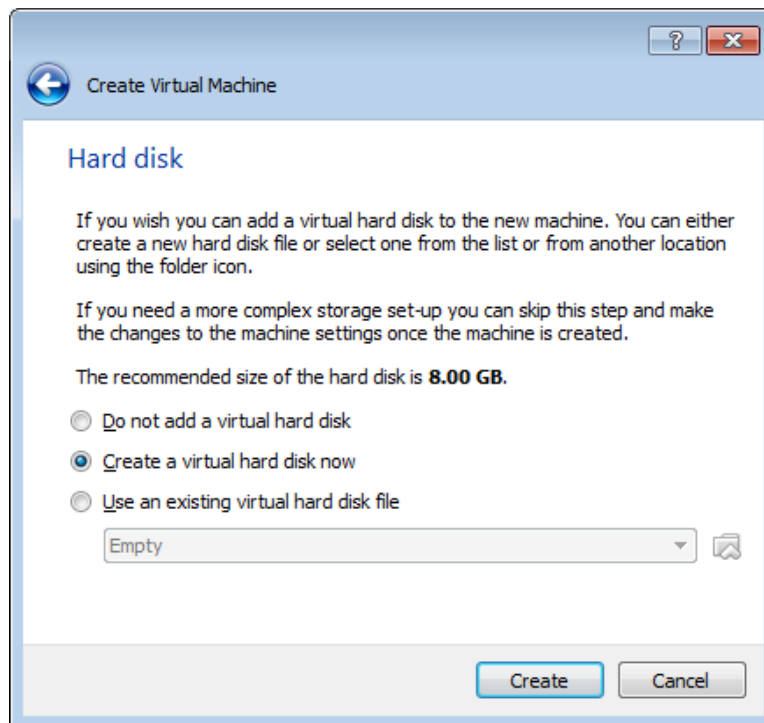 Create Virtual Machine
Hard disk
If you wish you can add a virtual hard disk to the new machine. You can either
create a new hard disk file or select one from the list or from another location
using the folder icon.
If you need a more complex storage set-up you can skip this step and make
the changes to the machine settings once the machine is created.
The recommended size of the hard disk is 8.00 GB.
Do not add a virtual hard disk
Create a virtual hard disk now
Use an existing virtual hard disk file
Empty
Create Cancel